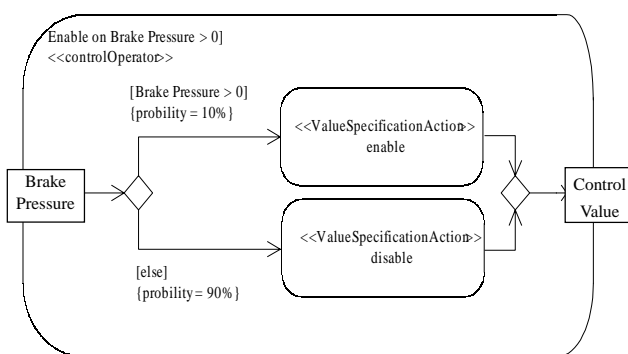 Enable on Brake Pressure > 0]
<<controlOperator>>
[Brake Pressure > 0]
{probility = 10%}
<<ValueSpecificationAction>>
enable
Brake
Pressure
Control
Value
<<ValueSpecificationAction>>
disable
[else]
{probility = 90%}